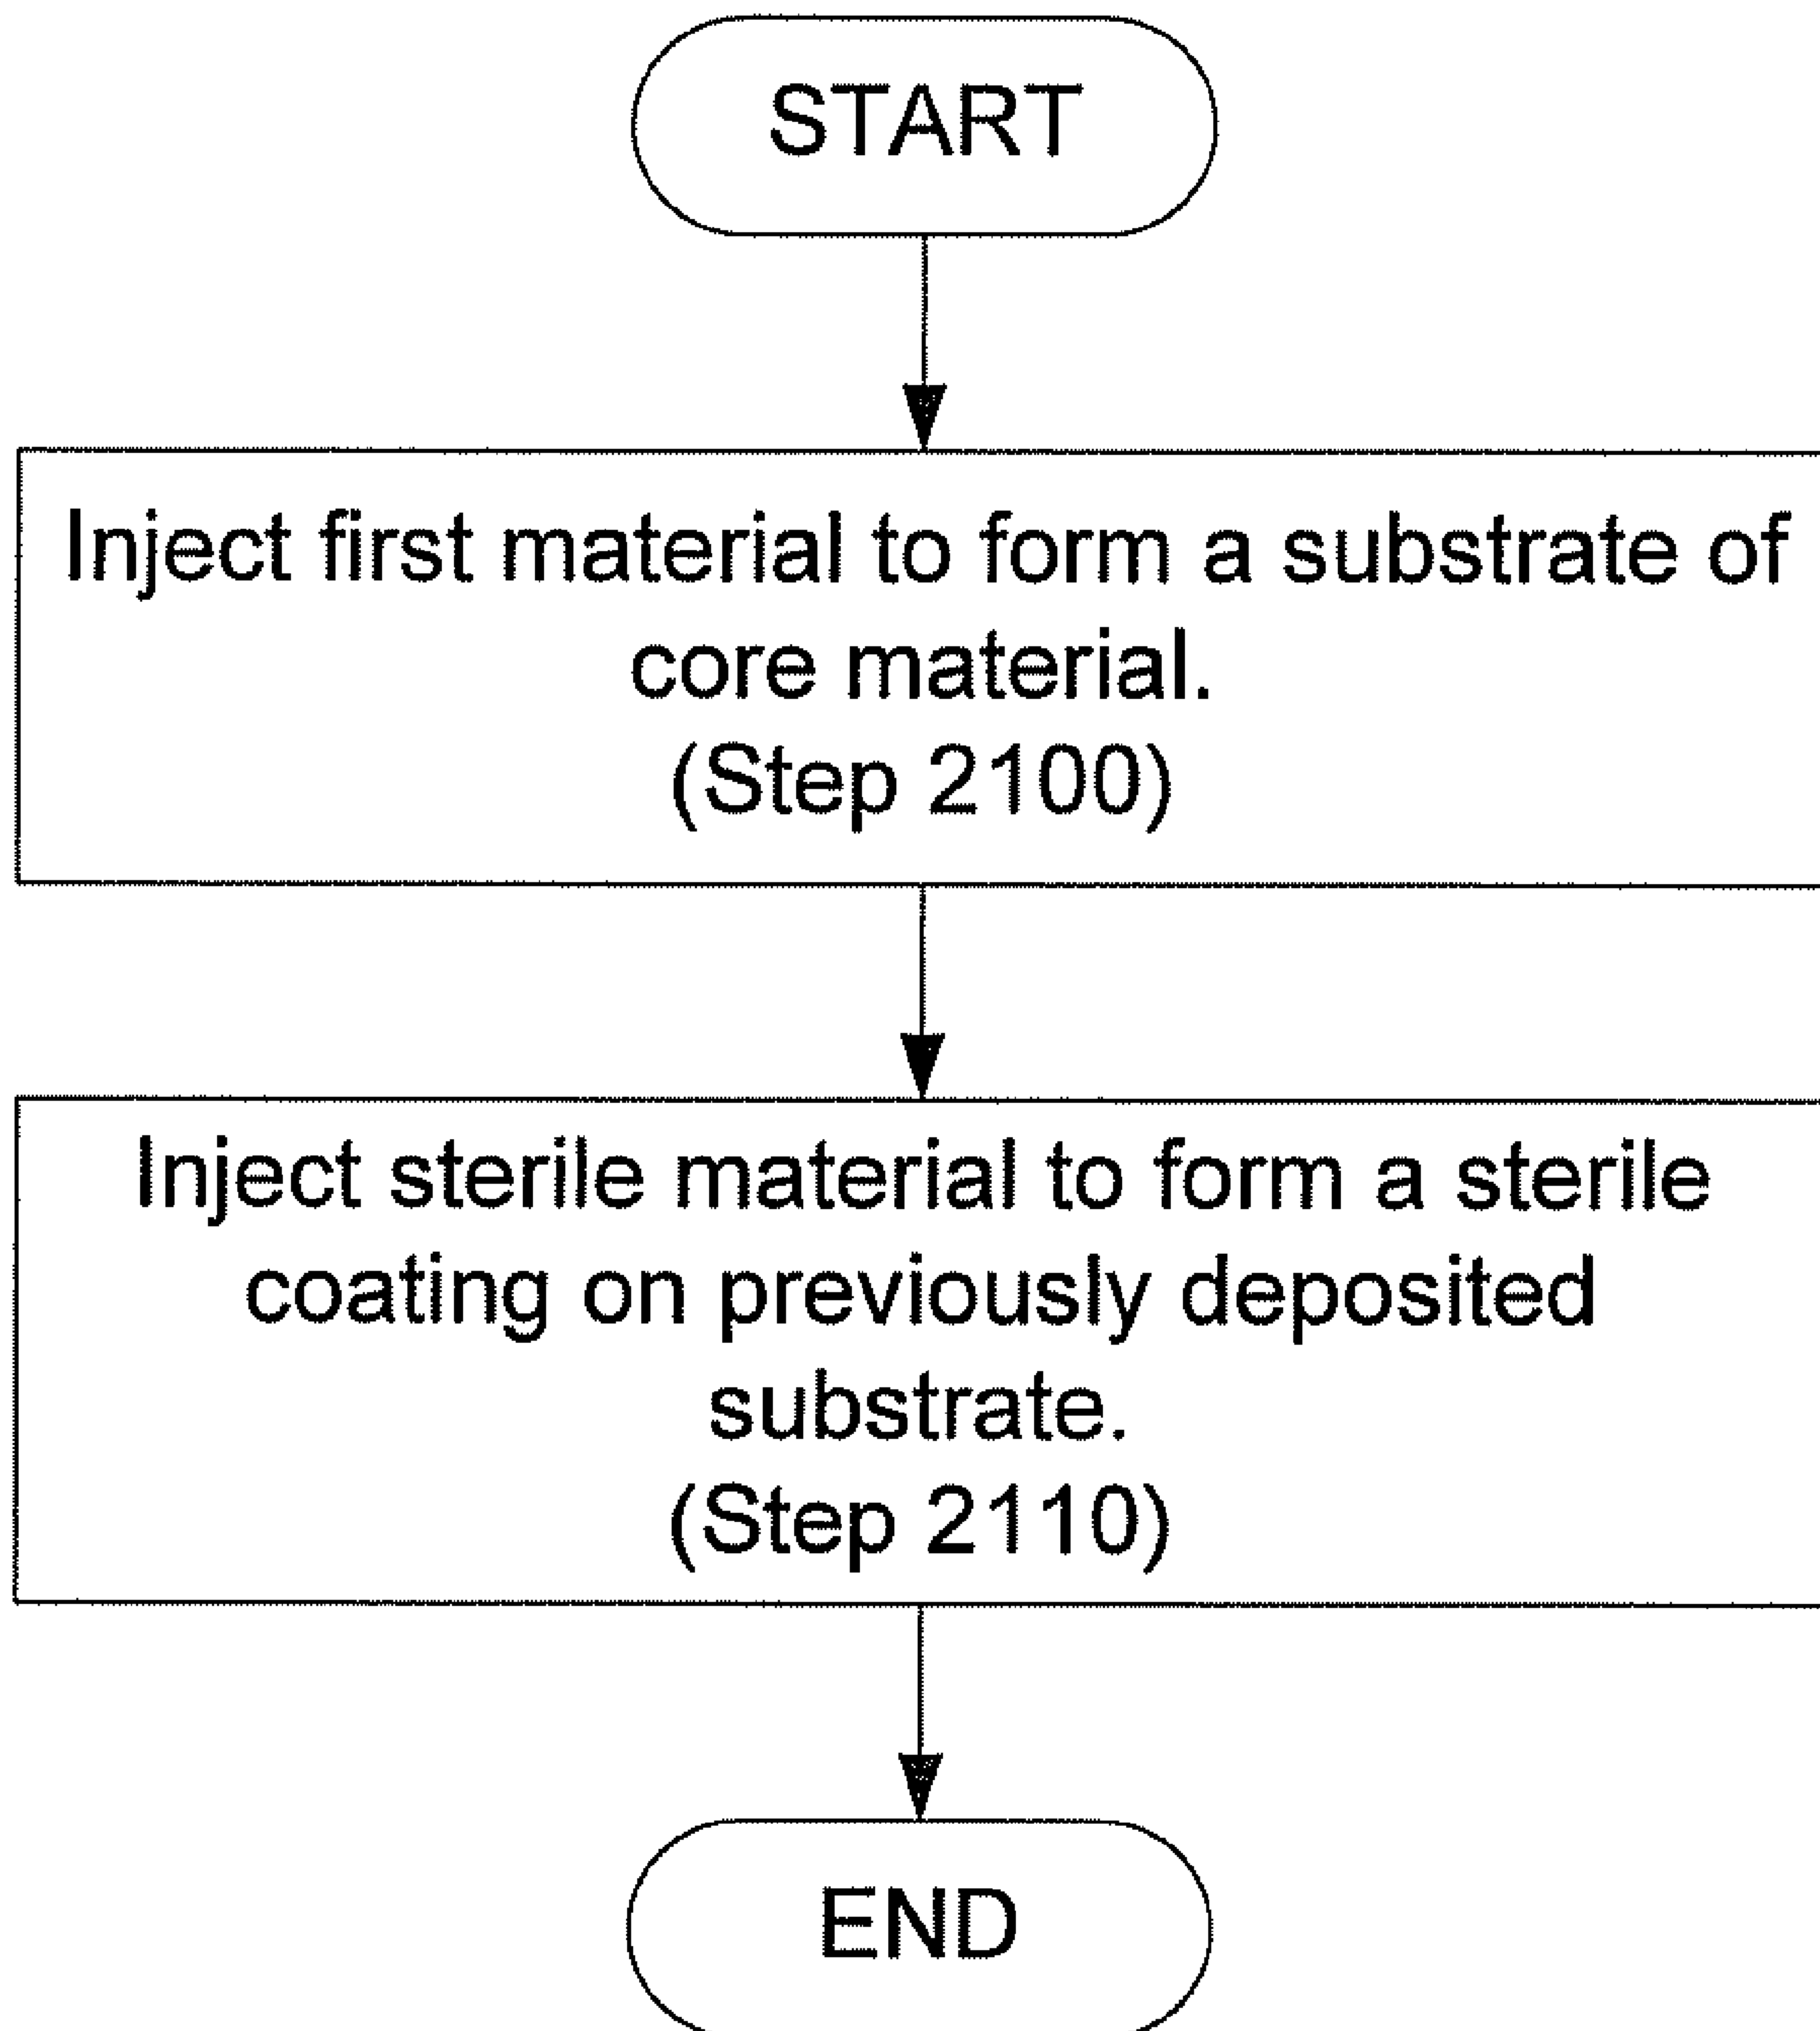 START
Inject first material to form a substrate of
core material.
(Step 2100)
Inject sterile material to form a sterile
coating on previously deposited
substrate.
(Step 2110)
END